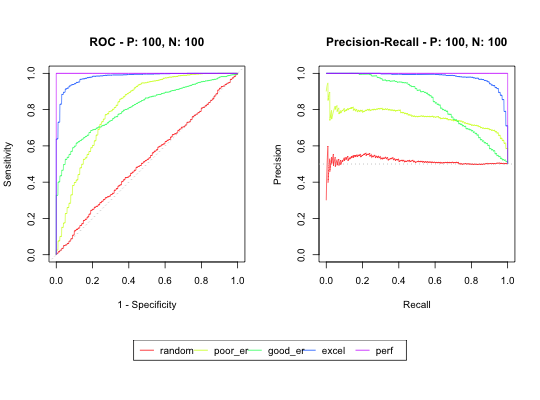 ROC - P: 100, N: 100
Precision-Recall - P: 100, N: 100
Sensitivity
0.0 0.2 0.4 0.6 0.8 1.0
0.0 0.2 0.4 0.6 0.8 1.0
1 - Specificity
Precision
0.0 0.2 0.4 0.6 0.8 1.0
0.0 0.2 0.4 0.6 0.8 1.0
Recall
random poor_er good_er excel perf